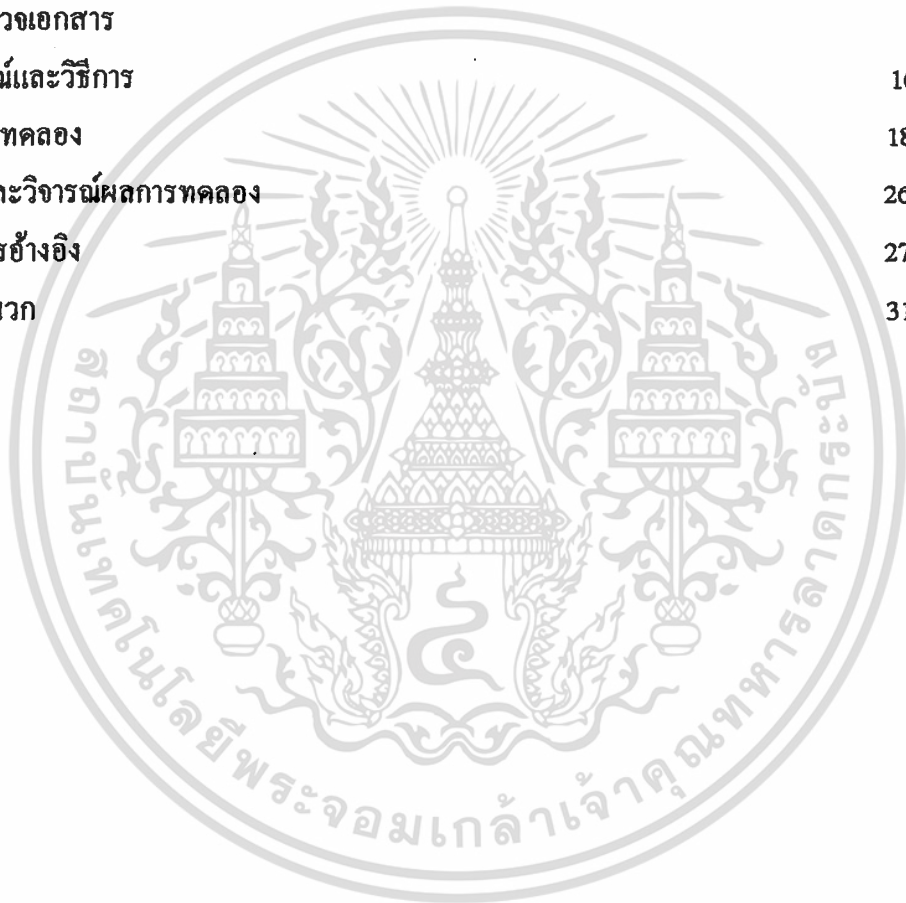 วจเอกสาร
ณ์และวิธีการ 16
ทดลอง 18
ละวิจารณ์ผลการทดลอง 26
รอ้างอิง 27
นวก 31
สถาบันเทคโนโลยีพระจอมเกล้าเจ้าคุณทหารลาดกระบัง